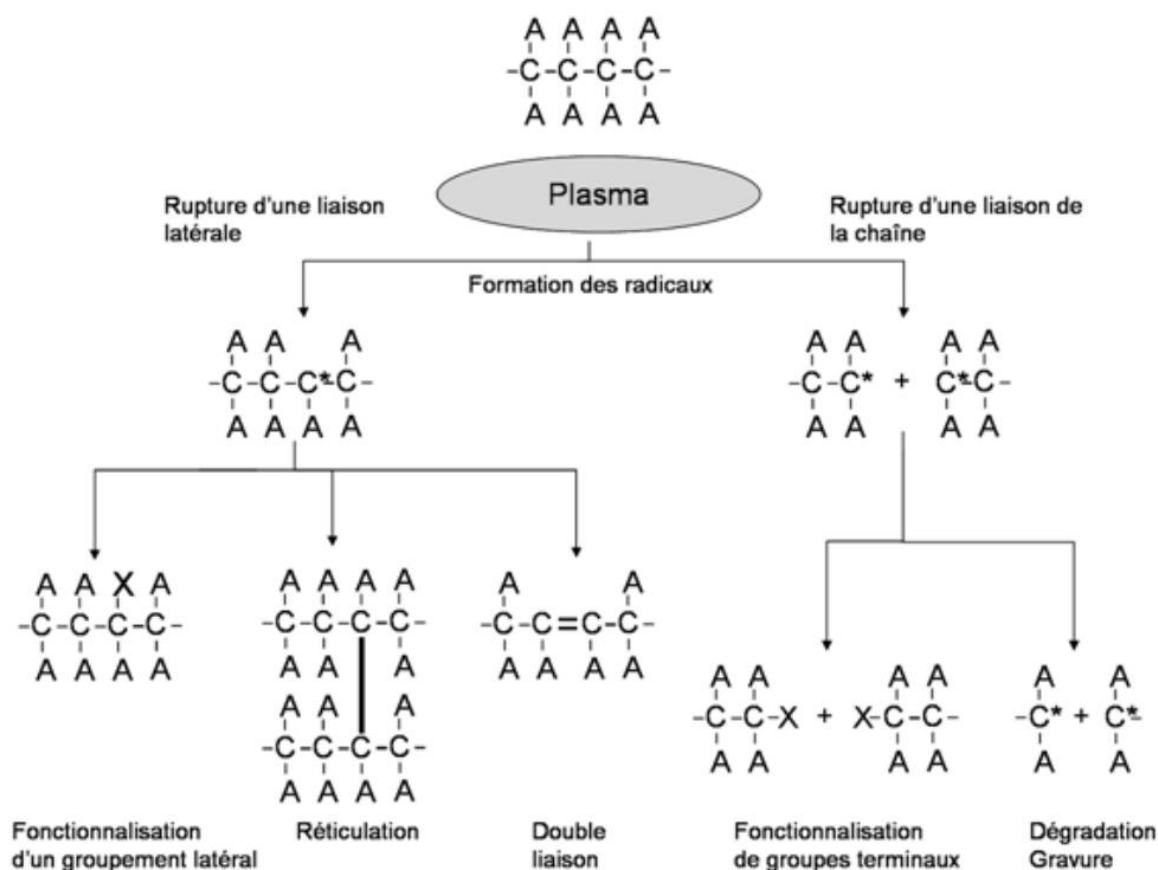 A A A A
-C-C-C-C-
A A A A
Plasma
Rupture d'une liaison
latérale
Rupture d'une liaison de
la chaîne
Formation des radicaux
A A A
-C-C-C*-C-
A A A A
A A
-C-C*
A A
+
A A
C*-C-
A A
A A X A
-C-C-C-C-
A A A A
A A A A
-C-C-C-C-
A A A
A A A
-C-C-C-C-
A A A A
A A
-C-C=C-C-
A A A A
A A
-C-C-X
A A
+
A A
X-C-C-
A A
A
-C*
A
+
A
C*-
A
Fonctionnalisation
d'un groupement latéral
Réticulation
Double
liaison
Fonctionnalisation
de groupes terminaux
Dégradation
Gravure